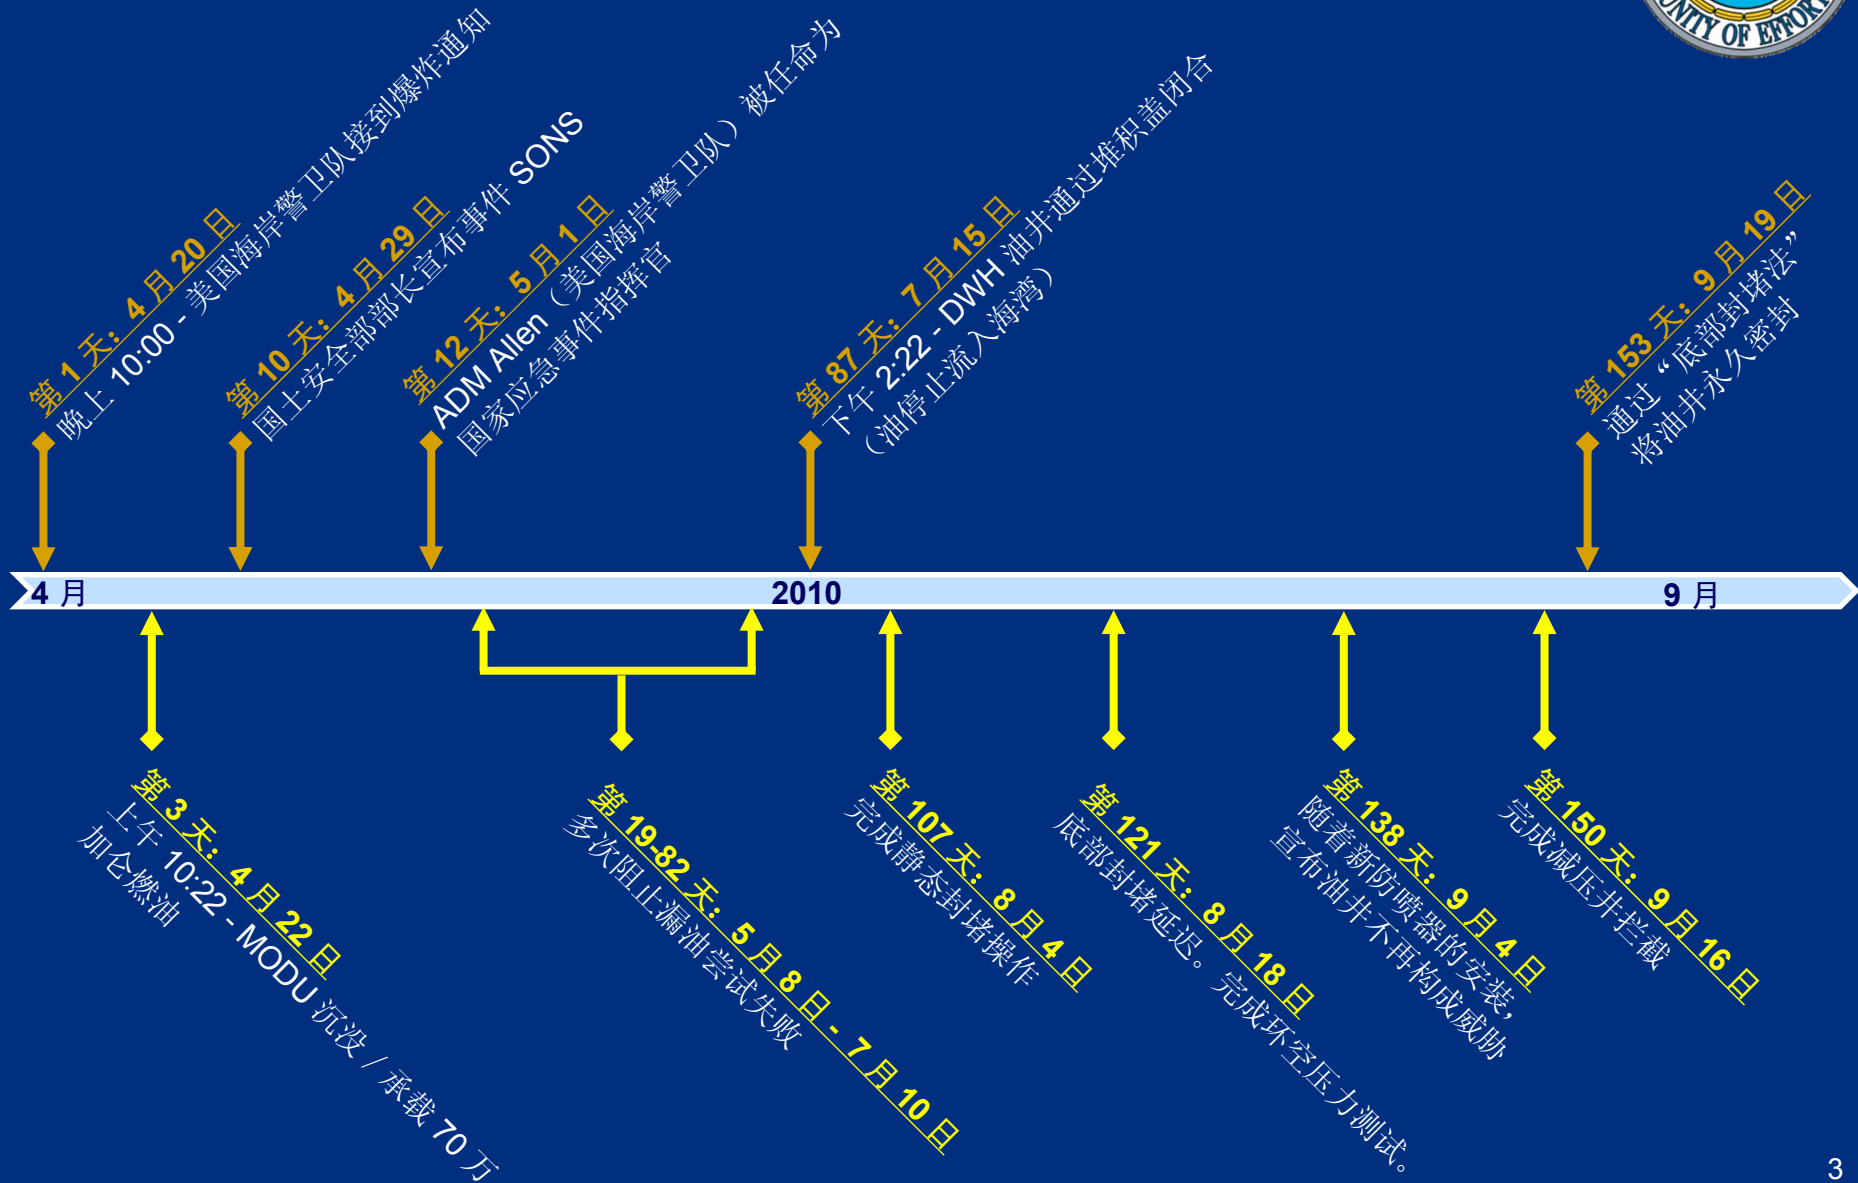 UNITY OF EFFORT
第 1 天：4 月 20 日
晚上 10:00 - 美国海岸警卫队接到爆炸通知
第 10 天：4 月 29 日
国土安全部部长宣布事件 SONS
第 12 天：5 月 1 日
ADM Allen（美国海岸警卫队）被任命为
国家应急事件指挥官
第 87 天：7 月 15 日
下午 2:22 - DWH 油井通过堆积盖闭合
（油停止流入海湾）
第 153 天：9 月 19 日
通过“底部封堵法”
将油井永久密封
4 月
2010
9 月
第 3 天：4 月 22 日
上午 10:22 - MODU 沉没 / 承载 70 万
加仑燃油
第 19-82 天：5 月 8 日 - 7 月 10 日
多次阻止漏油尝试失败
第 107 天：8 月 4 日
完成静态封堵操作
第 121 天：8 月 18 日
底部封堵延迟。完成环空压力测试。
第 138 天：9 月 4 日
随着新防喷器的安装，
宣布油井不再构成威胁
第 150 天：9 月 16 日
完成减压井拦截
3